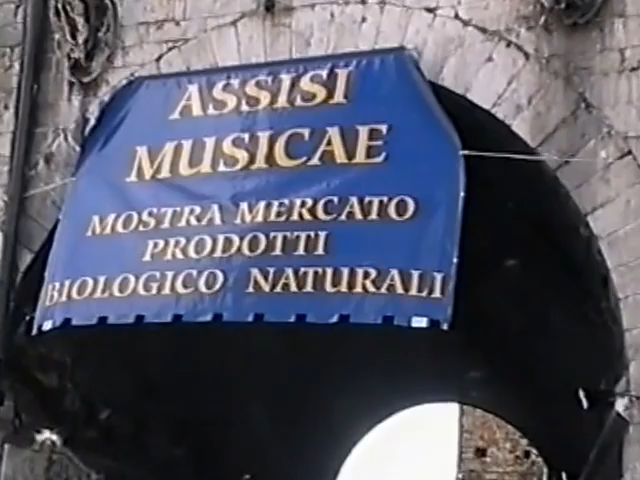 ASSISI
MUSICAE
MOSTRA MERCATO
PRODOTTI
BIOLOGICO NATURALI